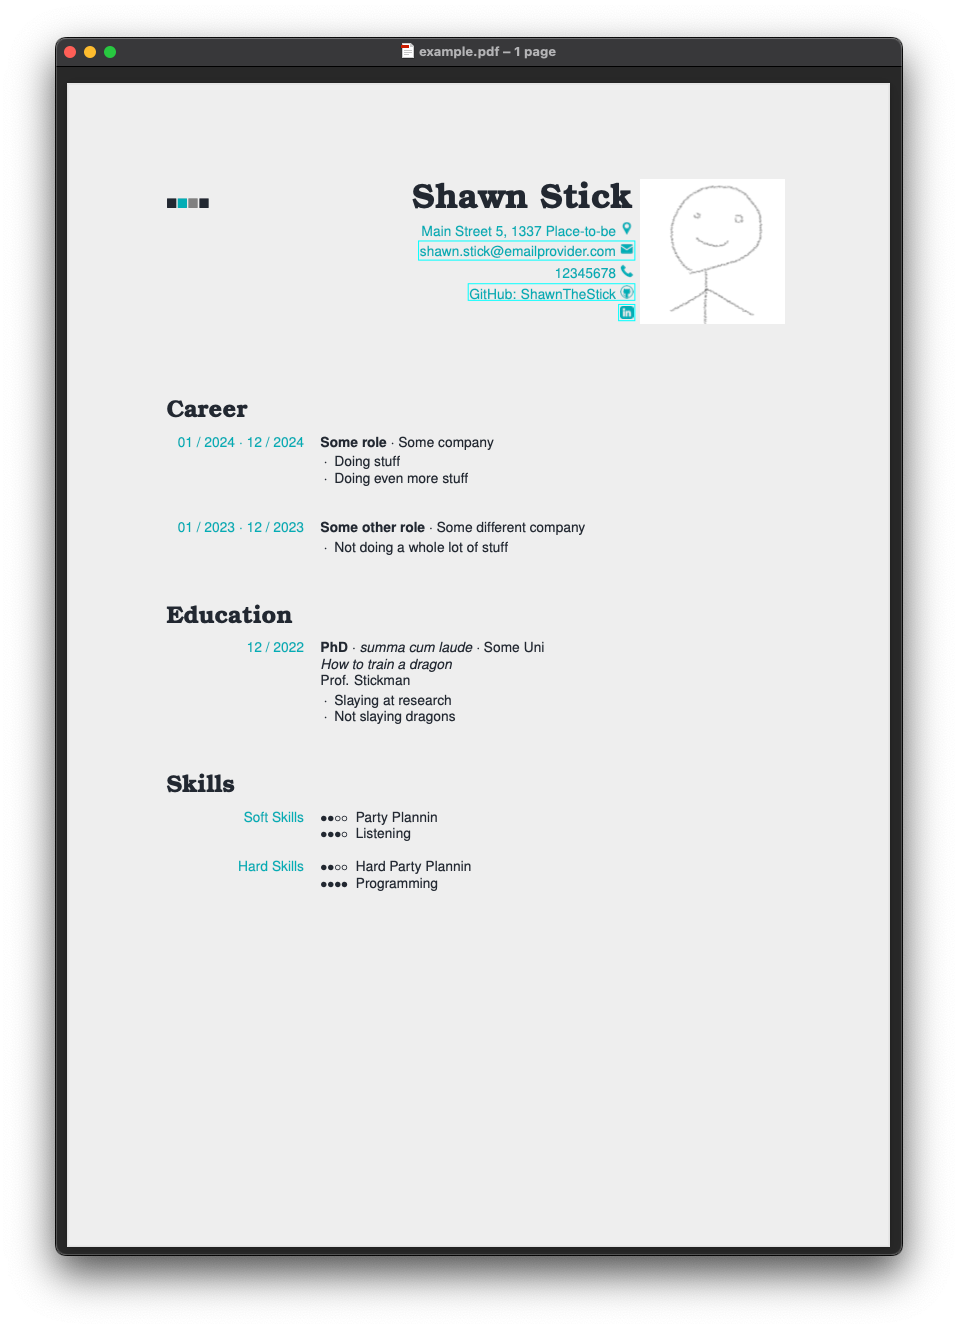 example.pdf – 1 page
Shawn Stick
Main Street 5, 1337 Place-to-be
shawn.stick@emailprovider.com
12345678
GitHub: ShawnTheStick
in
Career
01 / 2024 · 12 / 2024 Some role · Some company
· Doing stuff
· Doing even more stuff
01 / 2023 · 12 / 2023 Some other role · Some different company
· Not doing a whole lot of stuff
Education
12 / 2022 PhD · summa cum laude · Some Uni
How to train a dragon
Prof. Stickman
· Slaying at research
· Not slaying dragons
Skills
Soft Skills ●●○○ Party Plannin
●●●○ Listening
Hard Skills ●●○○ Hard Party Plannin
●●●● Programming